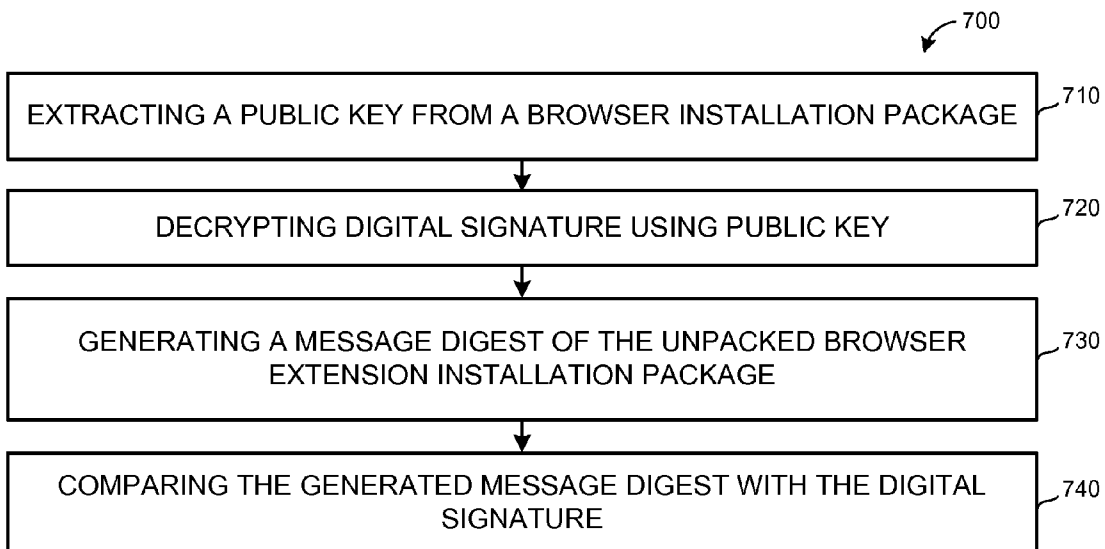 700
EXTRACTING A PUBLIC KEY FROM A BROWSER INSTALLATION PACKAGE
710
DECRYPTING DIGITAL SIGNATURE USING PUBLIC KEY
720
GENERATING A MESSAGE DIGEST OF THE UNPACKED BROWSER
EXTENSION INSTALLATION PACKAGE
730
COMPARING THE GENERATED MESSAGE DIGEST WITH THE DIGITAL
SIGNATURE
740